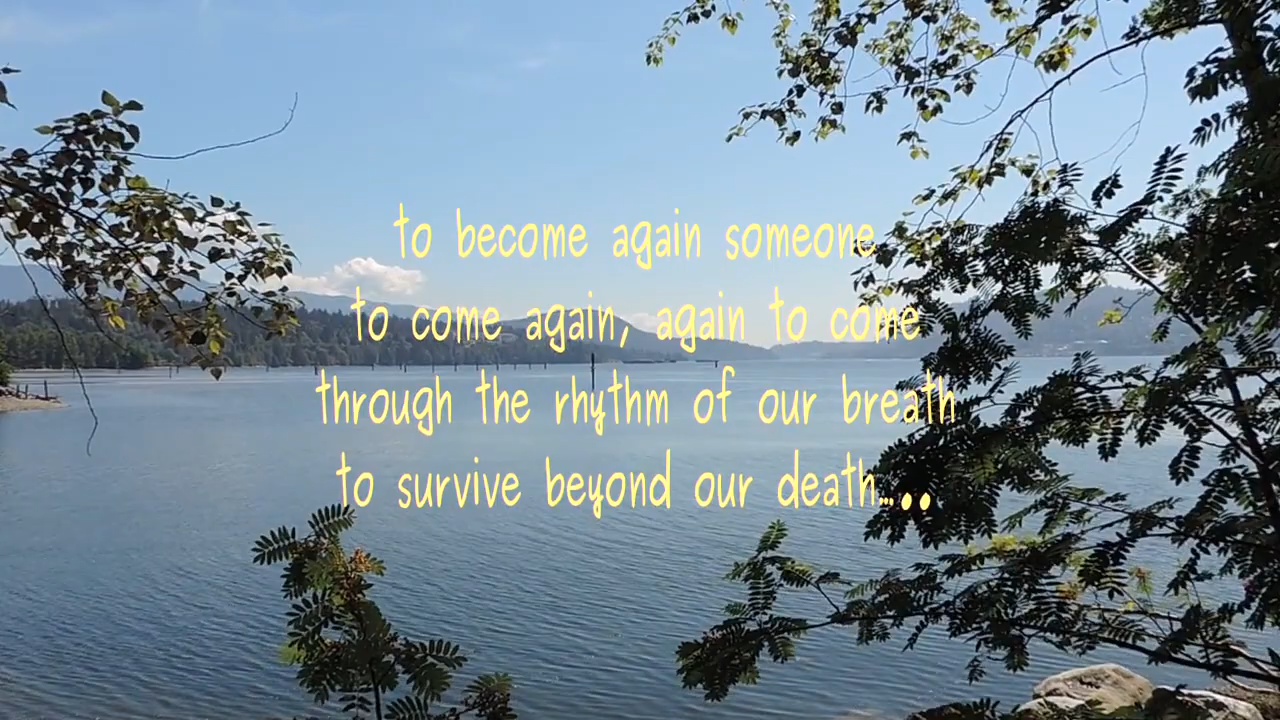 to become again someone
to come again, again to come
through the rhythm of our breath
to survive beyond our death.....